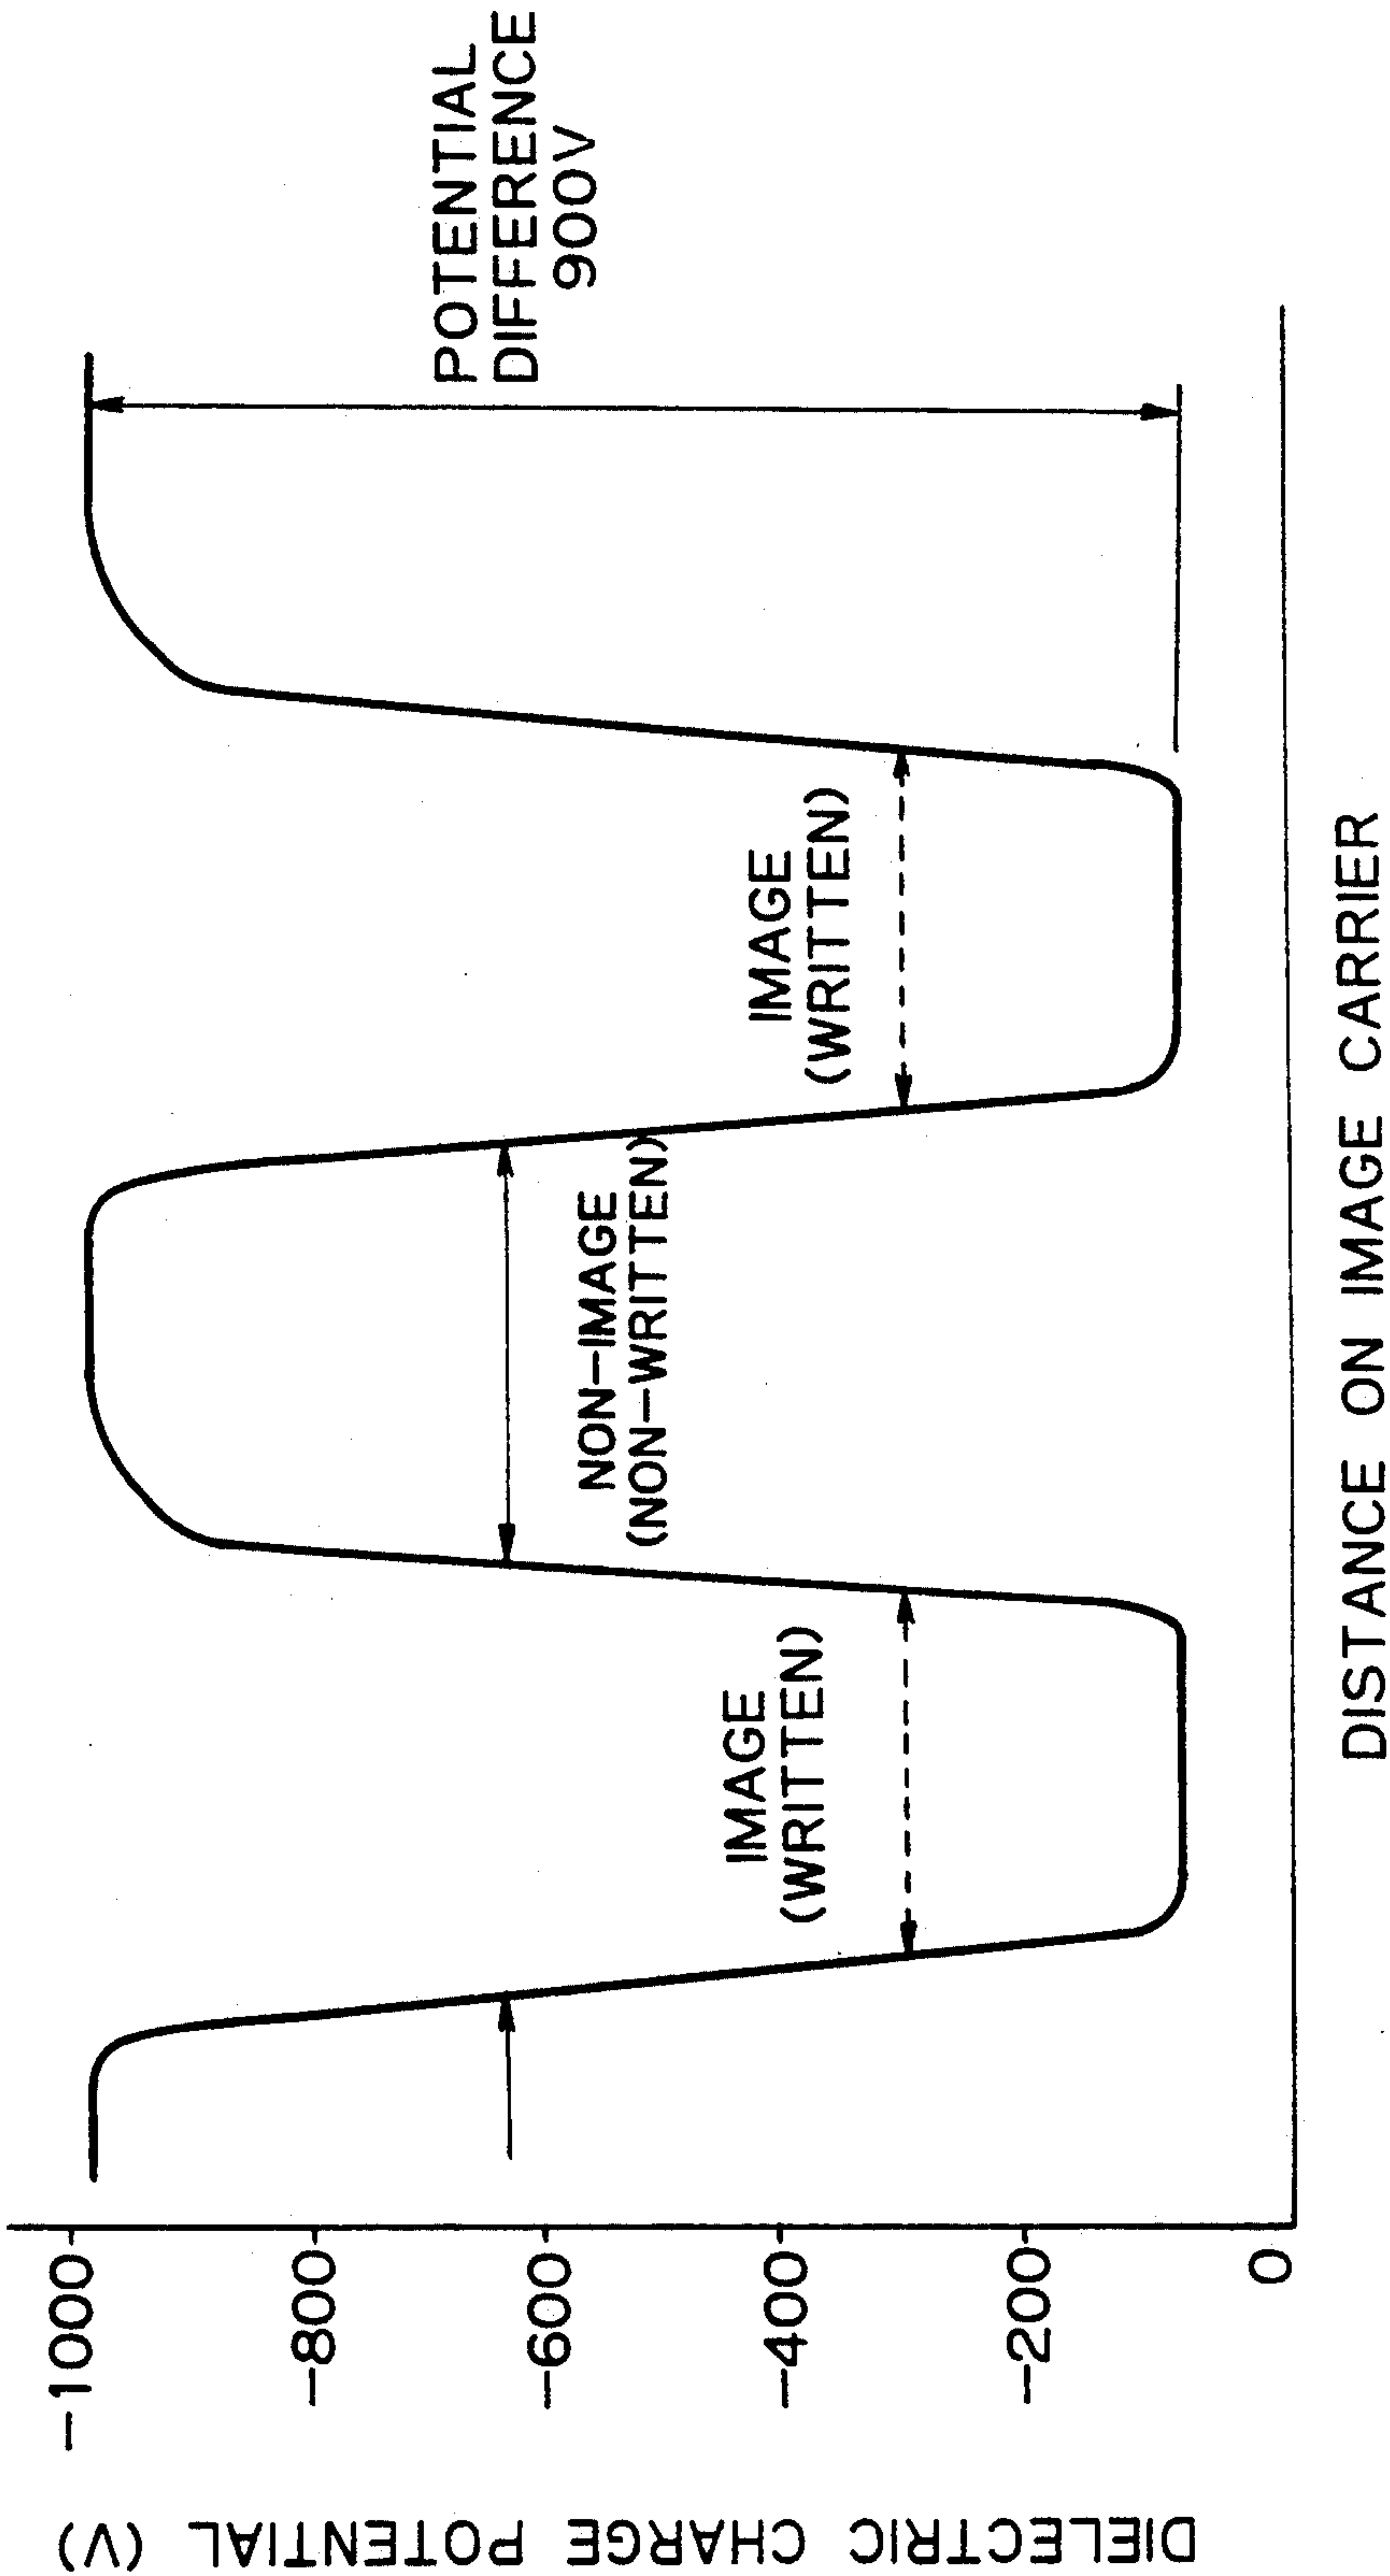 DIELECTRIC CHARGE POTENTIAL (V)
-1000
-800
-600
-400
-200
0
IMAGE
(WRITTEN)
NON-IMAGE
(NON-WRITTEN)
IMAGE
(WRITTEN)
POTENTIAL
DIFFERENCE
900V
DISTANCE ON IMAGE CARRIER